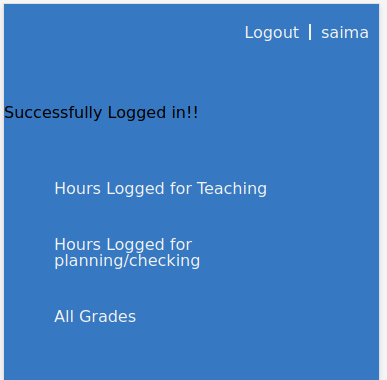 Logout | saima
Successfully Logged in!!
Hours Logged for Teaching
Hours Logged for
planning/checking
All Grades